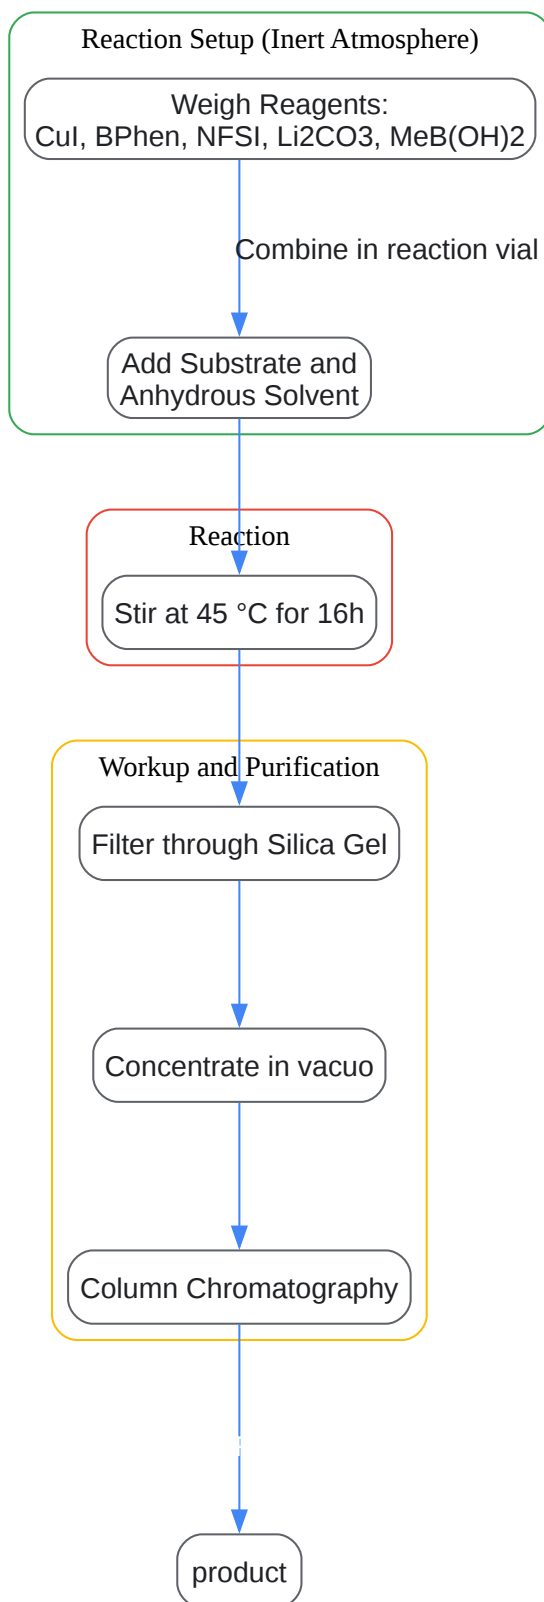 Reaction Setup (Inert Atmosphere)
Weigh Reagents:
CuI, BPhen, NFSI, Li2CO3, MeB(OH)2
Combine in reaction vial
Add Substrate and
Anhydrous Solvent
Reaction
Stir at 45 °C for 16h
Workup and Purification
Filter through Silica Gel
Concentrate in vacuo
Column Chromatography
product